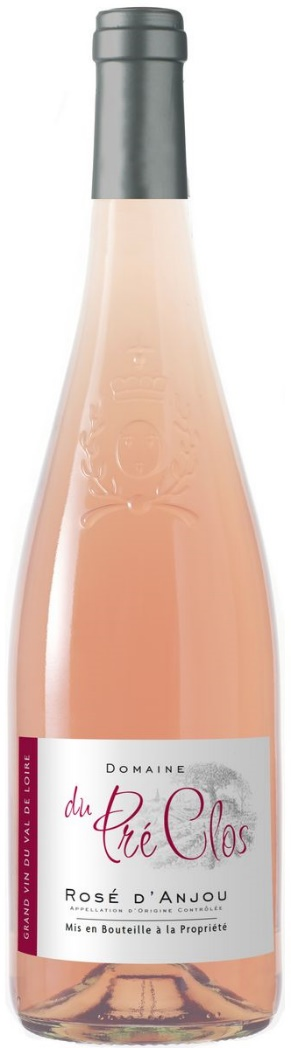 DOMAINE
du Pré Clos
ROSÉ D'ANJOU
APPELLATION D'ORIGINE CONTRÔLÉE
Mis en Bouteille à la Propriété
GRAND VIN DU VAL DE LOIRE